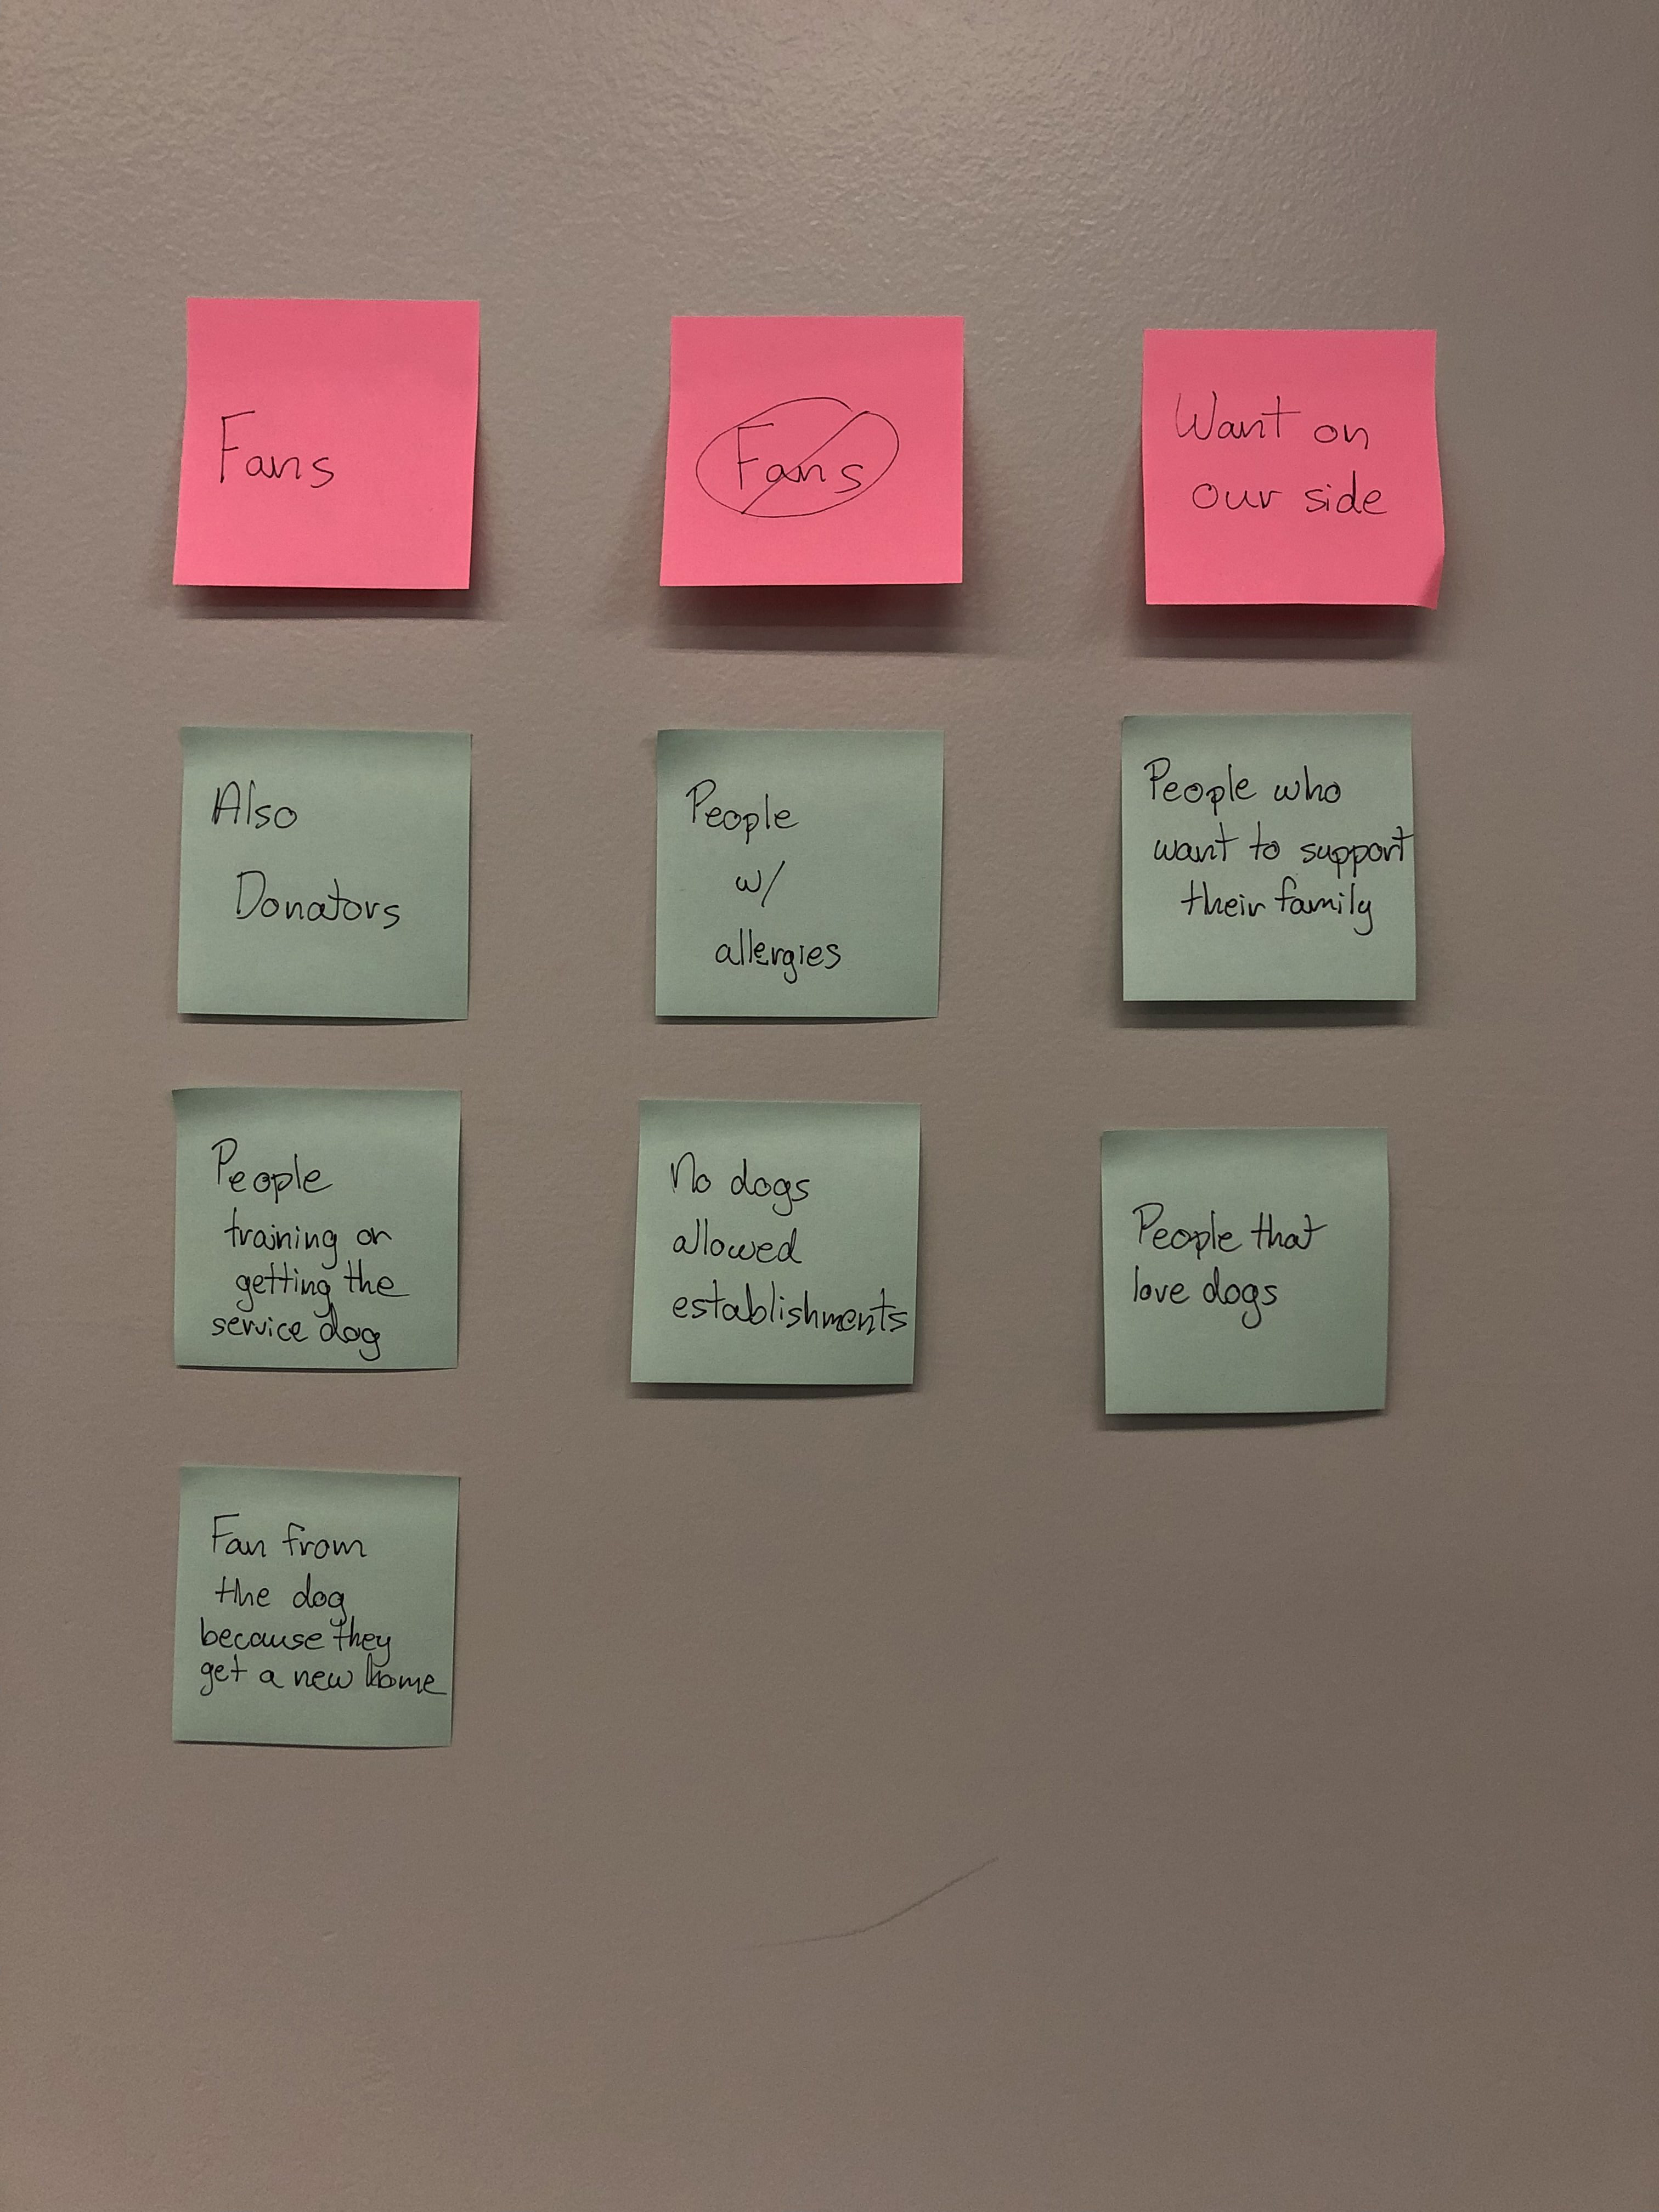 Fans
Fans
Want on
our side
Also
Donators
People
w/
allergies
People who
want to support
their family
People
training or
getting the
service dog
No dogs
allowed
establishments
People that
love dogs
Fan from
the dog
because they
get a new home